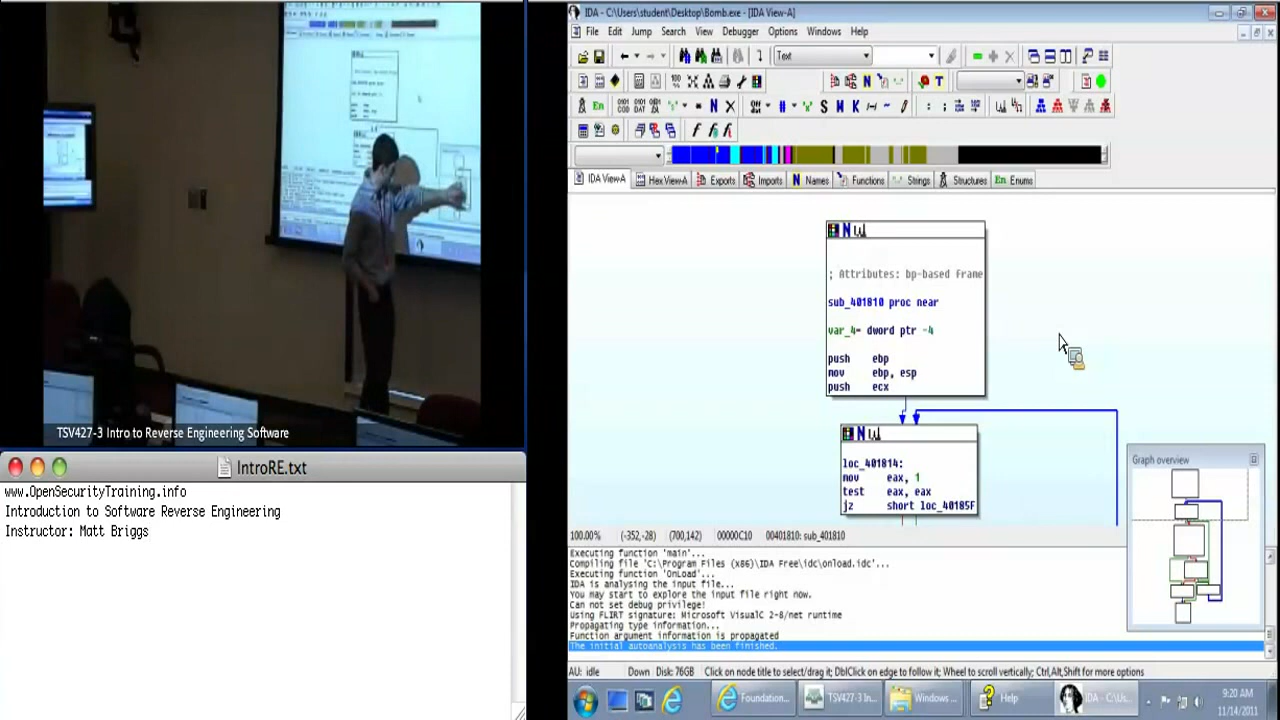 TSV427-3 Intro to Reverse Engineering Software
IntroRE.txt
www.OpenSecurityTraining.info
Introduction to Software Reverse Engineering
Instructor: Matt Briggs
IDA - C:\Users\student\Desktop\Bomb.exe - [IDA View-A]
File Edit Jump Search View Debugger Options Windows Help
Text
IDA View-A Hex View-A Exports Imports Names Functions Strings Structures En Enums
; Attributes: bp-based frame
sub_401810 proc near
var_4= dword ptr -4
push ebp
mov ebp, esp
push ecx
loc_401814:
mov eax, 1
test eax, eax
jz short loc_40185F
Graph overview
100.00% (-352,-28) (700,142) 00000C10 00401810: sub_401810
Executing function 'main'...
Compiling file 'C:\Program Files (x86)\IDA Free\idc\onload.idc'...
Executing function 'OnLoad'...
IDA is analysing the input file...
You may start to explore the input file right now.
Can not set debug privilege!
Using FLIRT signature: Microsoft VisualC 2-8/net runtime
Propagating type information...
Function argument information is propagated
The initial autoanalysis has been finished.
AU: idle Down Disk: 76GB Click on node title to select/drag it; DblClick on edge to follow it; Wheel to scroll vertically; Ctrl,Alt,Shift for more options
Foundation... TSV427-3 In... Windows ... Help IDA - C:\Us...
9:20 AM
11/14/2011